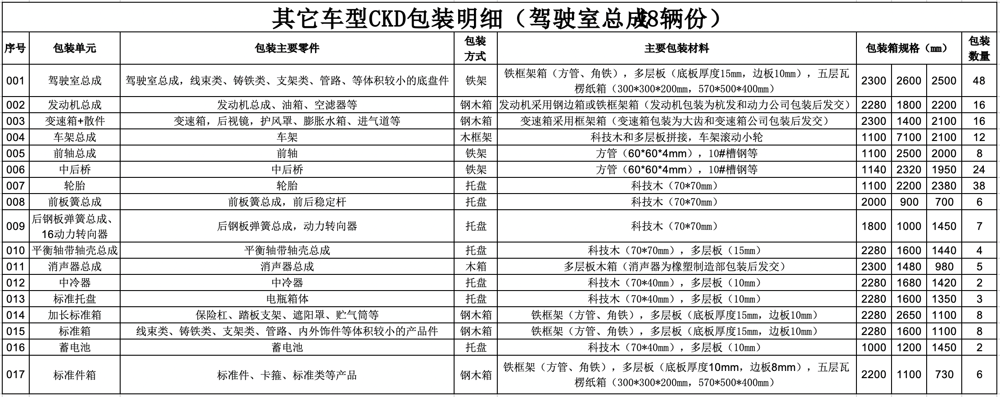 其它车型CKD包装明细（驾驶室总成48辆份）
序号 包装单元 包装主要零件 包装方式 主要包装材料 包装箱规格（mm） 包装数量
001 驾驶室总成 驾驶室总成，线束类、铸铁类、支架类、管路、等体积较小的底盘件 铁架 铁框架箱（方管、角铁），多层板（底板厚度15mm，边板10mm），五层瓦楞纸箱（300*300*200mm，570*500*400mm） 2300 2600 2500 48
002 发动机总成 发动机总成、油箱、空滤器等 钢木箱 发动机采用钢边箱或铁框架箱（发动机包装为杭发和动力公司包装后发交） 2280 1800 2200 16
003 变速箱+散件 变速箱，后视镜，护风罩、膨胀水箱、进气道等 钢木箱 变速箱采用框架箱（变速箱包装为大齿和变速箱公司包装后发交） 2300 1400 2100 16
004 车架总成 车架 木框架 科技木和多层板拼接，车架滚动小轮 1100 7100 2100 12
005 前轴总成 前轴 铁架 方管（60*60*4mm），10#槽钢等 1100 2500 2000 8
006 中后桥 中后桥 铁架 方管（60*60*4mm），10#槽钢等 1140 2320 1950 24
007 轮胎 轮胎 托盘 科技木（70*70mm） 1100 2200 2380 38
008 前板簧总成 前板簧总成，前后稳定杆 托盘 科技木（70*70mm） 2000 900 700 6
009 后钢板弹簧总成、16动力转向器 后钢板弹簧总成，动力转向器 托盘 科技木（70*70mm） 1800 1000 1450 7
010 平衡轴带轴壳总成 平衡轴带轴壳总成 托盘 科技木（70*70mm），多层板（15mm） 2280 1600 1440 4
011 消声器总成 消声器总成 木箱 多层板木箱（消声器为橡塑制造部包装后发交） 2300 1480 980 5
012 中冷器 中冷器 托盘 科技木（70*40mm），多层板（10mm） 2280 1680 1420 2
013 标准托盘 电瓶箱体 托盘 科技木（70*40mm），多层板（10mm） 2280 1600 1350 3
014 加长标准箱 保险杠、踏板支架、遮阳罩、贮气筒等 钢木箱 铁框架（方管、角铁），多层板（底板厚度15mm，边板10mm） 2280 2650 1100 8
015 标准箱 线束类、铸铁类、支架类、管路、内外饰件等体积较小的产品件 钢木箱 铁框架（方管、角铁），多层板（底板厚度15mm，边板10mm） 2280 1600 1100 8
016 蓄电池 蓄电池 托盘 科技木（70*40mm），多层板（10mm） 1000 1200 1450 2
017 标准件箱 标准件、卡箍、标准类等产品 钢木箱 铁框架（方管、角铁），多层板（底板厚度10mm，边板8mm），五层瓦楞纸箱（300*300*200mm，570*500*400mm） 2200 1100 730 6